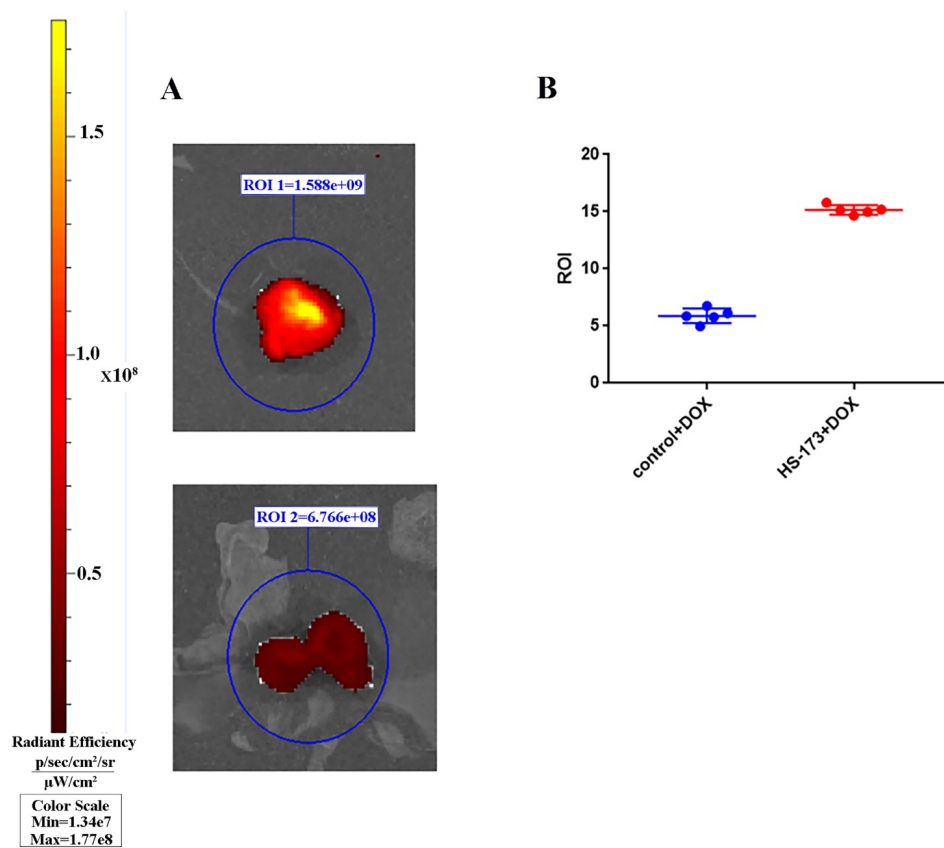 A
B
1.5
1.0
x10⁸
0.5
Radiant Efficiency
p/sec/cm²/sr
µW/cm²
Color Scale
Min=1.34e7
Max=1.77e8
ROI 1=1.588e+09
ROI 2=6.766e+08
20
15
10
5
0
ROI
control+DOX
HS-173+DOX